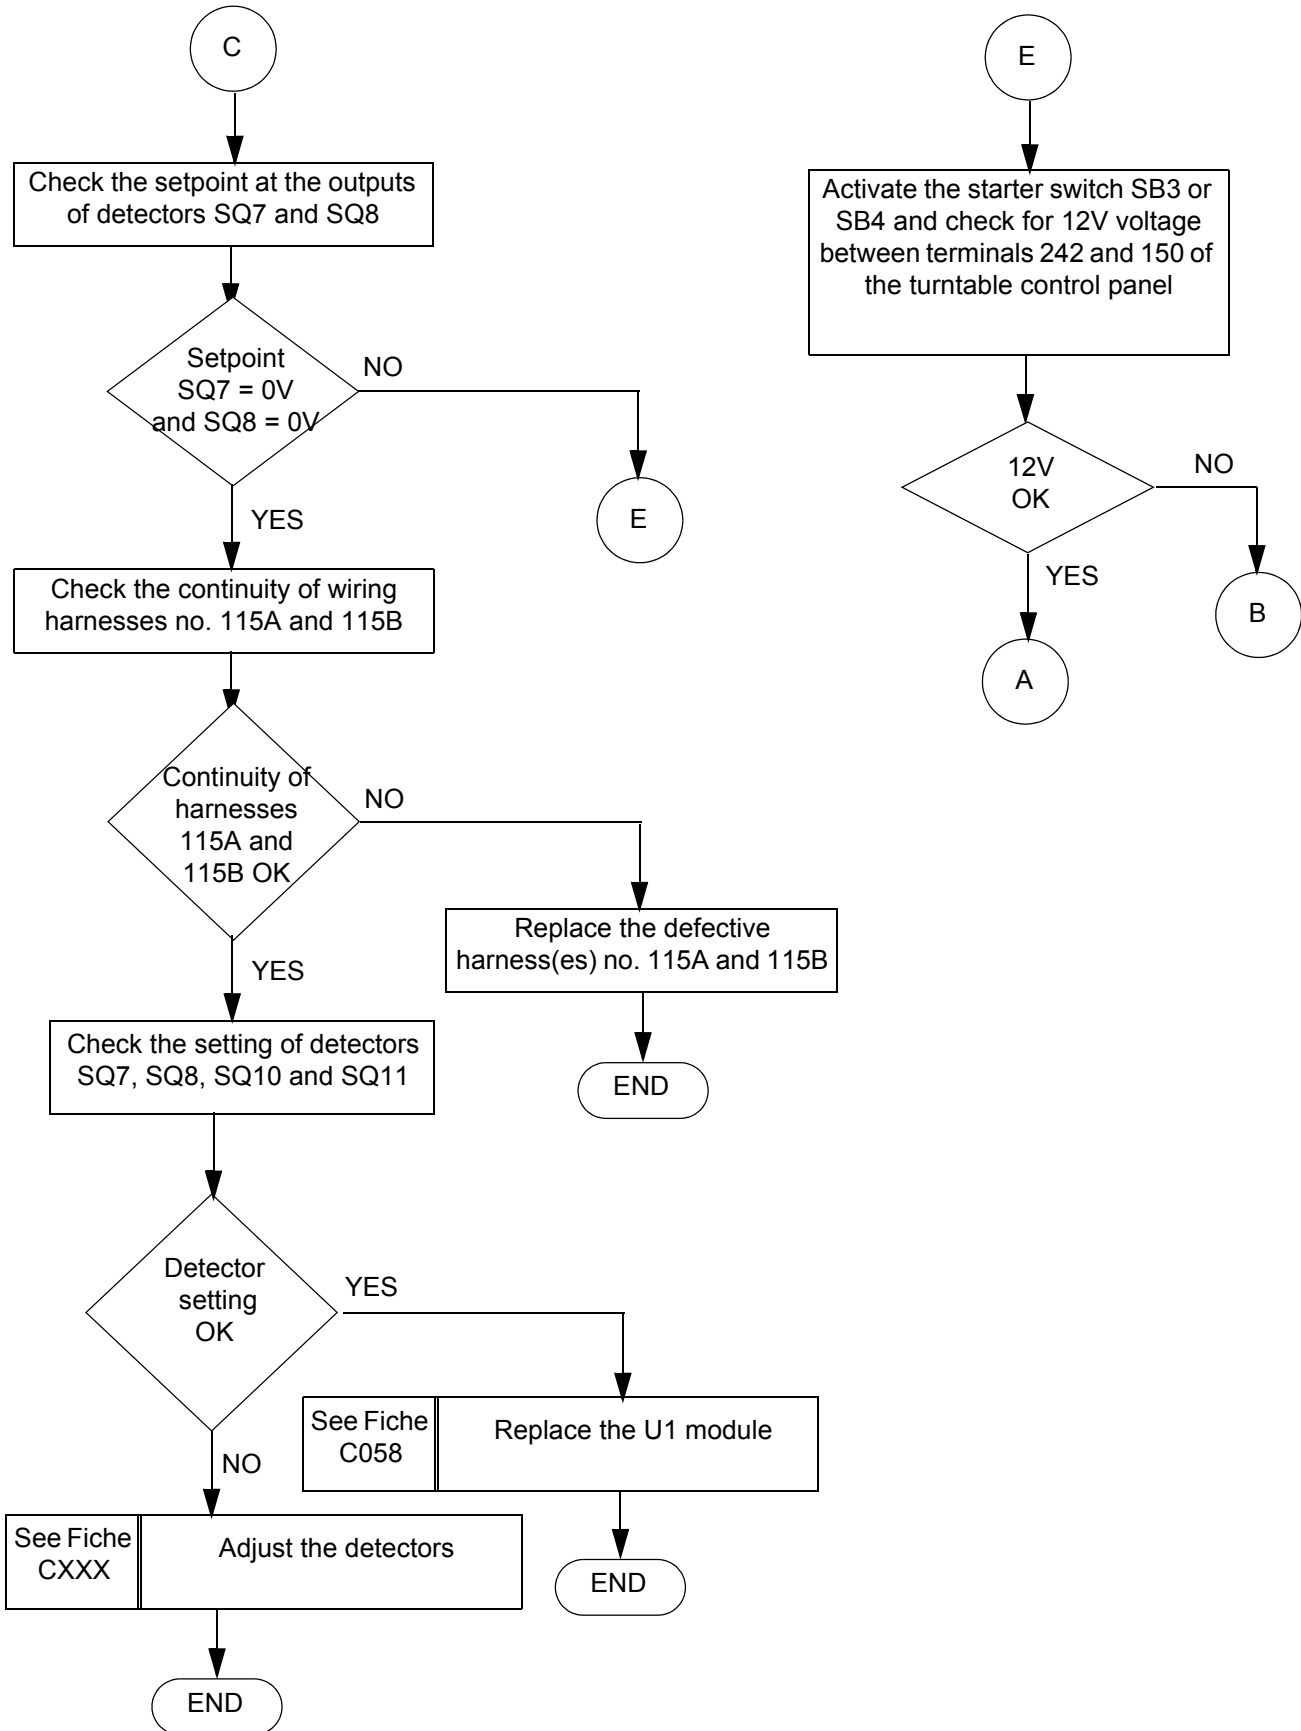 C
Check the setpoint at the outputs
of detectors SQ7 and SQ8
Setpoint
SQ7 = 0V
and SQ8 = 0V
NO
E
YES
Check the continuity of wiring
harnesses no. 115A and 115B
Continuity of
harnesses
115A and
115B OK
NO
Replace the defective
harness(es) no. 115A and 115B
END
YES
Check the setting of detectors
SQ7, SQ8, SQ10 and SQ11
Detector
setting
OK
YES
See Fiche
C058
Replace the U1 module
END
NO
See Fiche
CXXX
Adjust the detectors
END
E
Activate the starter switch SB3 or
SB4 and check for 12V voltage
between terminals 242 and 150 of
the turntable control panel
12V
OK
NO
B
YES
A